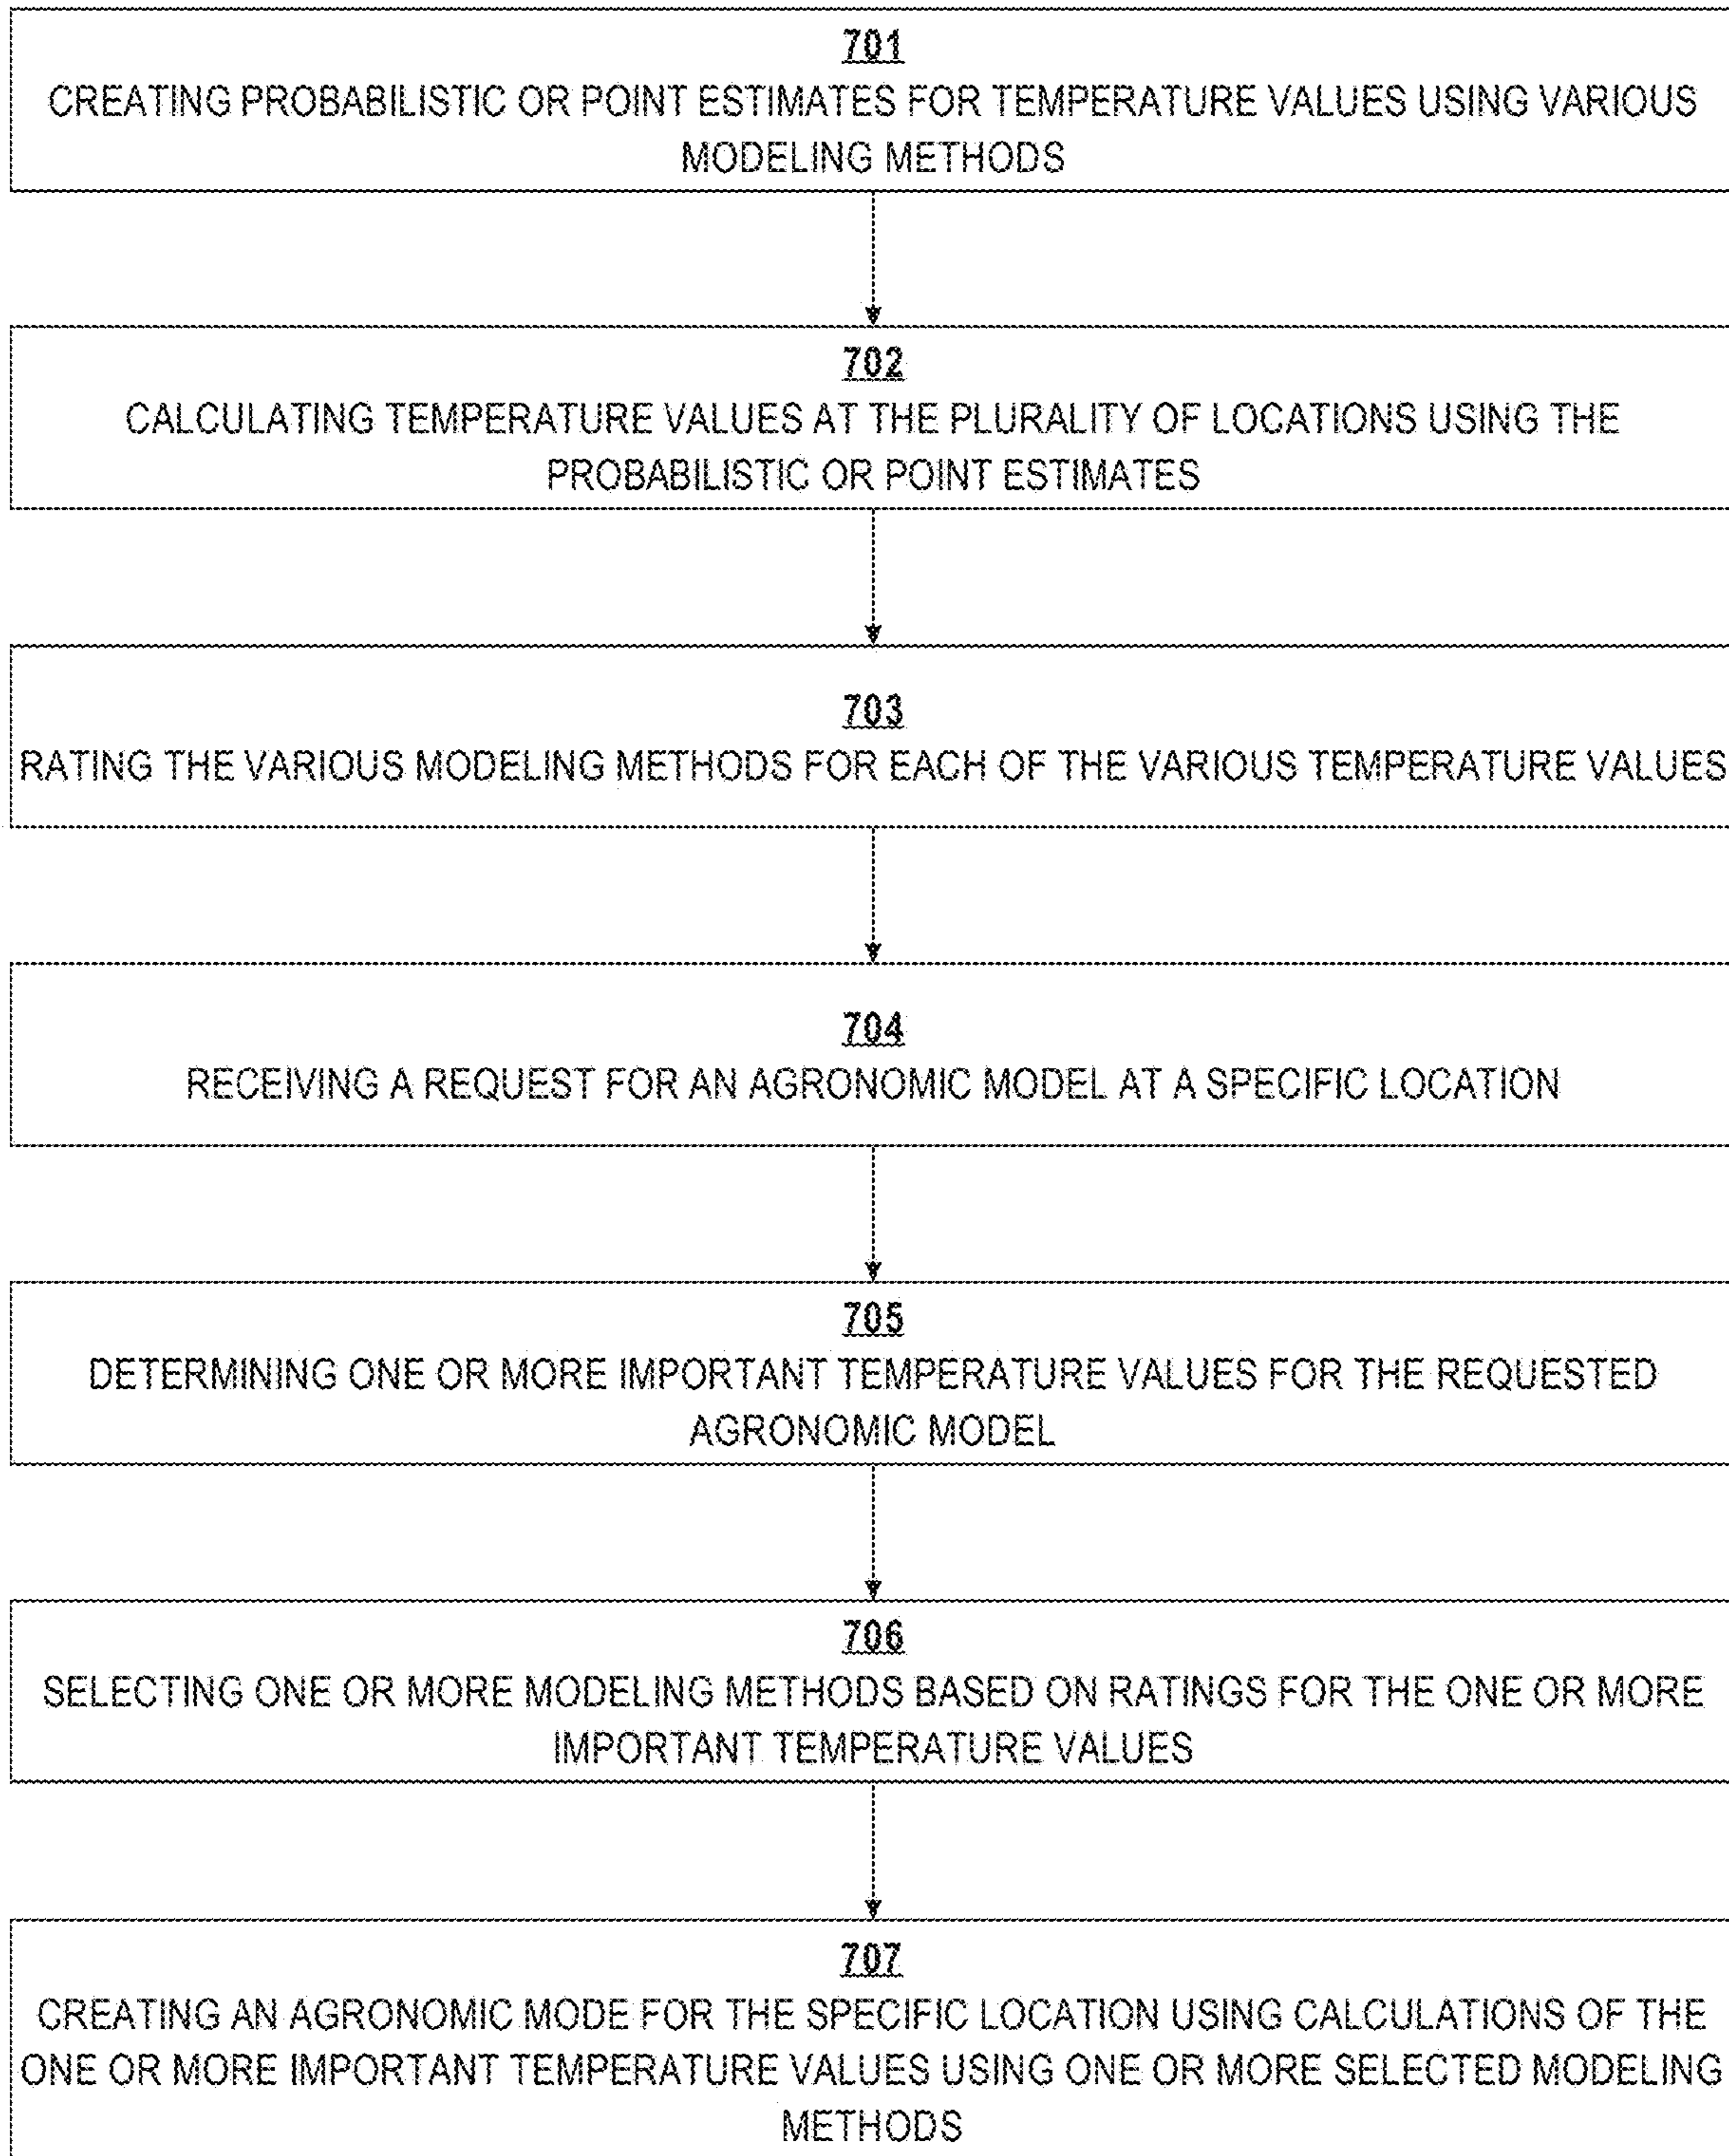 701
CREATING PROBABILISTIC OR POINT ESTIMATES FOR TEMPERATURE VALUES USING VARIOUS
MODELING METHODS
702
CALCULATING TEMPERATURE VALUES AT THE PLURALITY OF LOCATIONS USING THE
PROBABILISTIC OR POINT ESTIMATES
703
RATING THE VARIOUS MODELING METHODS FOR EACH OF THE VARIOUS TEMPERATURE VALUES
704
RECEIVING A REQUEST FOR AN AGRONOMIC MODEL AT A SPECIFIC LOCATION
705
DETERMINING ONE OR MORE IMPORTANT TEMPERATURE VALUES FOR THE REQUESTED
AGRONOMIC MODEL
706
SELECTING ONE OR MORE MODELING METHODS BASED ON RATINGS FOR THE ONE OR MORE
IMPORTANT TEMPERATURE VALUES
707
CREATING AN AGRONOMIC MODE FOR THE SPECIFIC LOCATION USING CALCULATIONS OF THE
ONE OR MORE IMPORTANT TEMPERATURE VALUES USING ONE OR MORE SELECTED MODELING
METHODS